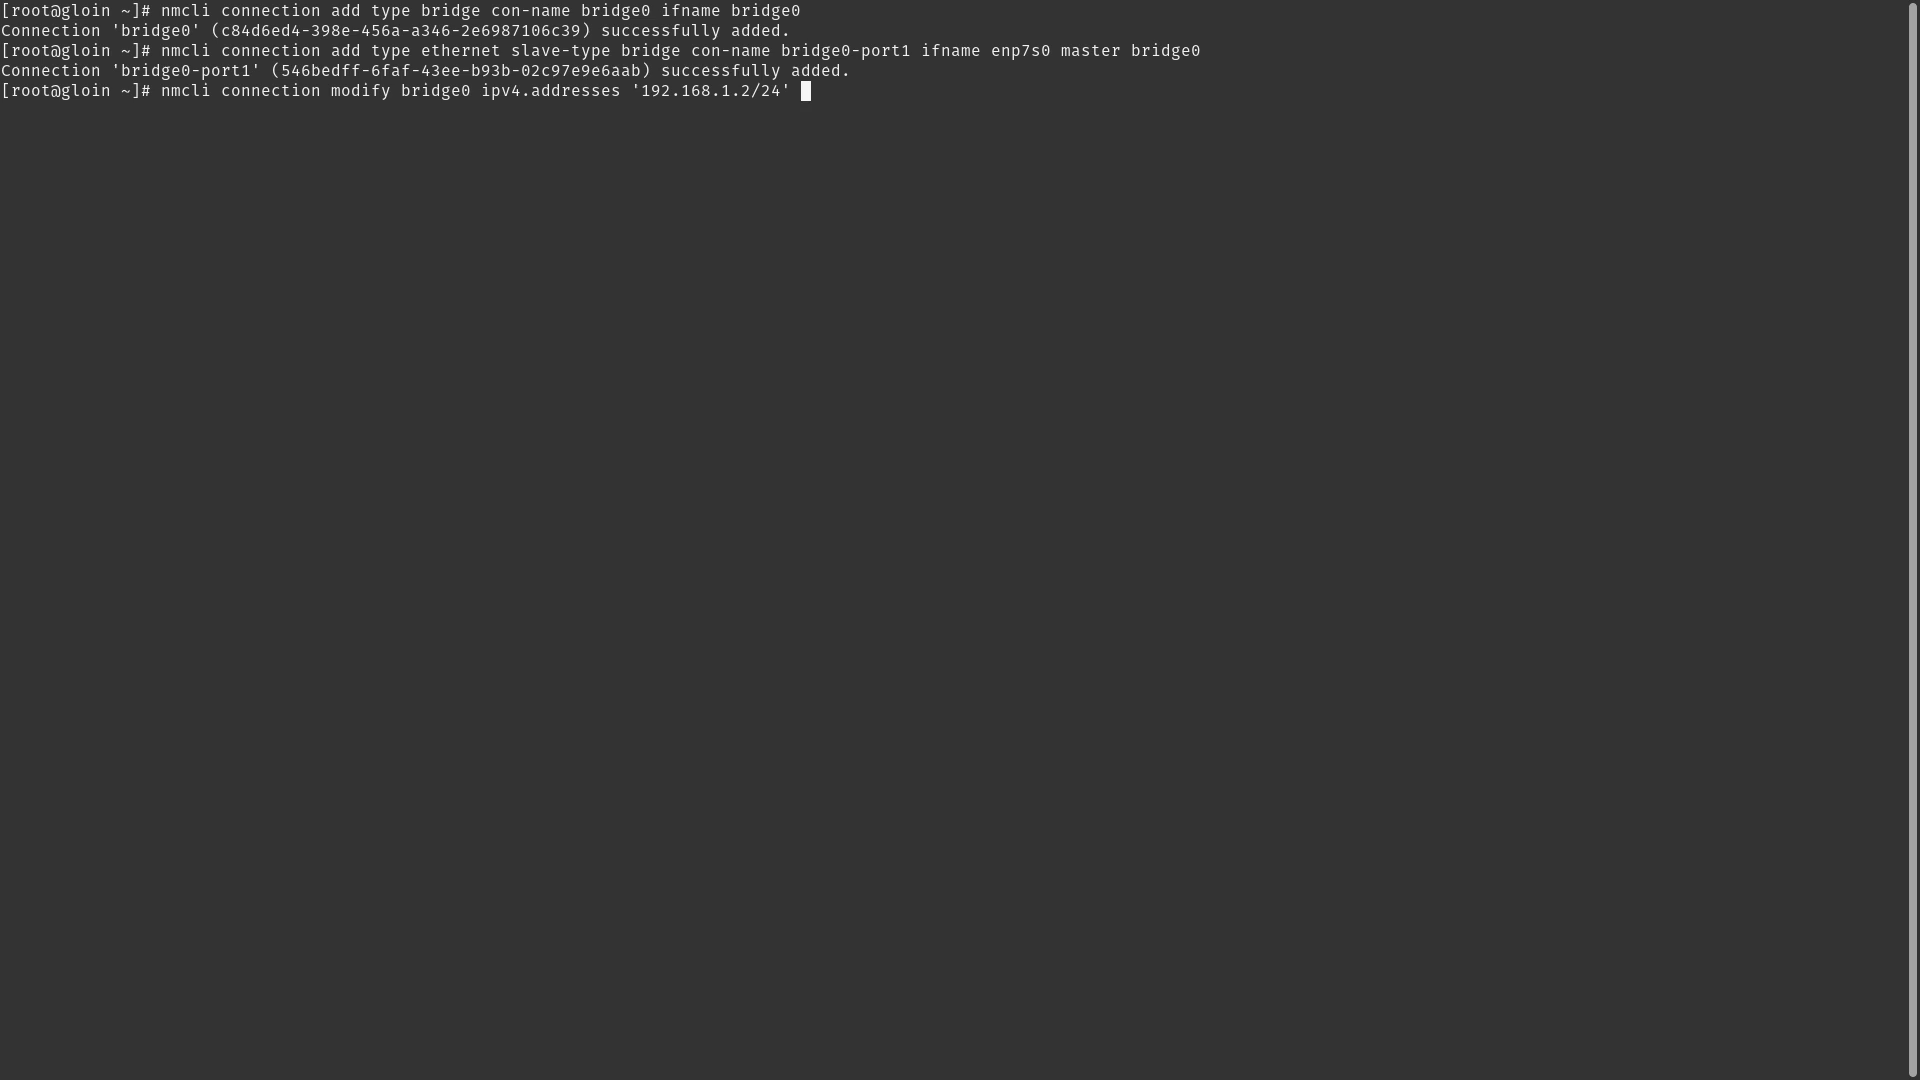 [root@gloin ~]# nmcli connection add type bridge con-name bridge0 ifname bridge0
Connection 'bridge0' (c84d6ed4-398e-456a-a346-2e6987106c39) successfully added.
[root@gloin ~]# nmcli connection add type ethernet slave-type bridge con-name bridge0-port1 ifname enp7s0 master bridge0
Connection 'bridge0-port1' (546bedff-6faf-43ee-b93b-02c97e9e6aab) successfully added.
[root@gloin ~]# nmcli connection modify bridge0 ipv4.addresses '192.168.1.2/24'